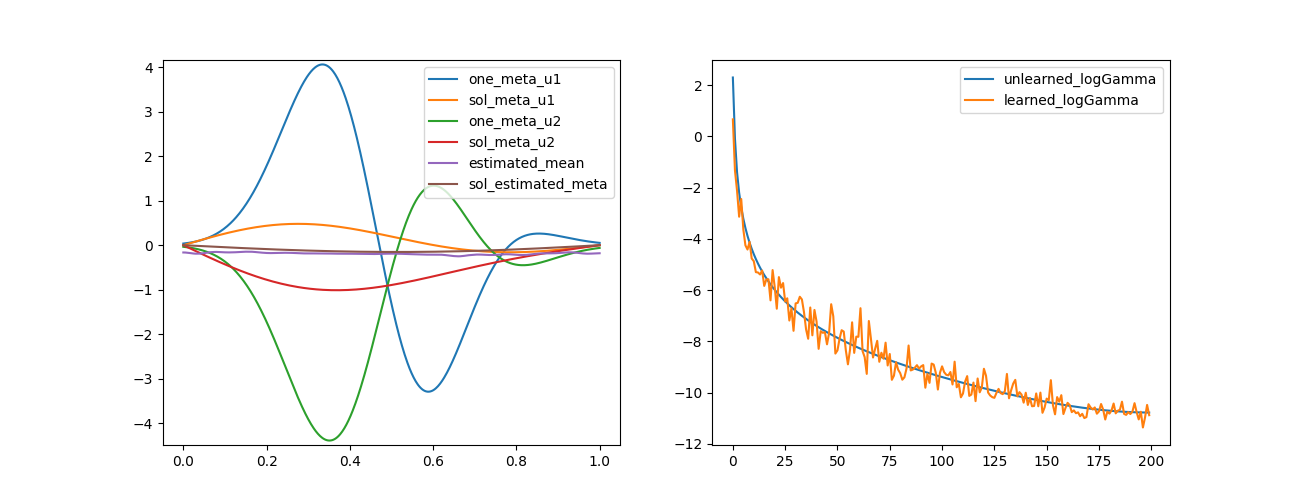 4
3
2
1
0
−1
−2
−3
−4
0.0 0.2 0.4 0.6 0.8 1.0
one_meta_u1
sol_meta_u1
one_meta_u2
sol_meta_u2
estimated_mean
sol_estimated_meta
2
0
−2
−4
−6
−8
−10
−12
0 25 50 75 100 125 150 175 200
unlearned_logGamma
learned_logGamma